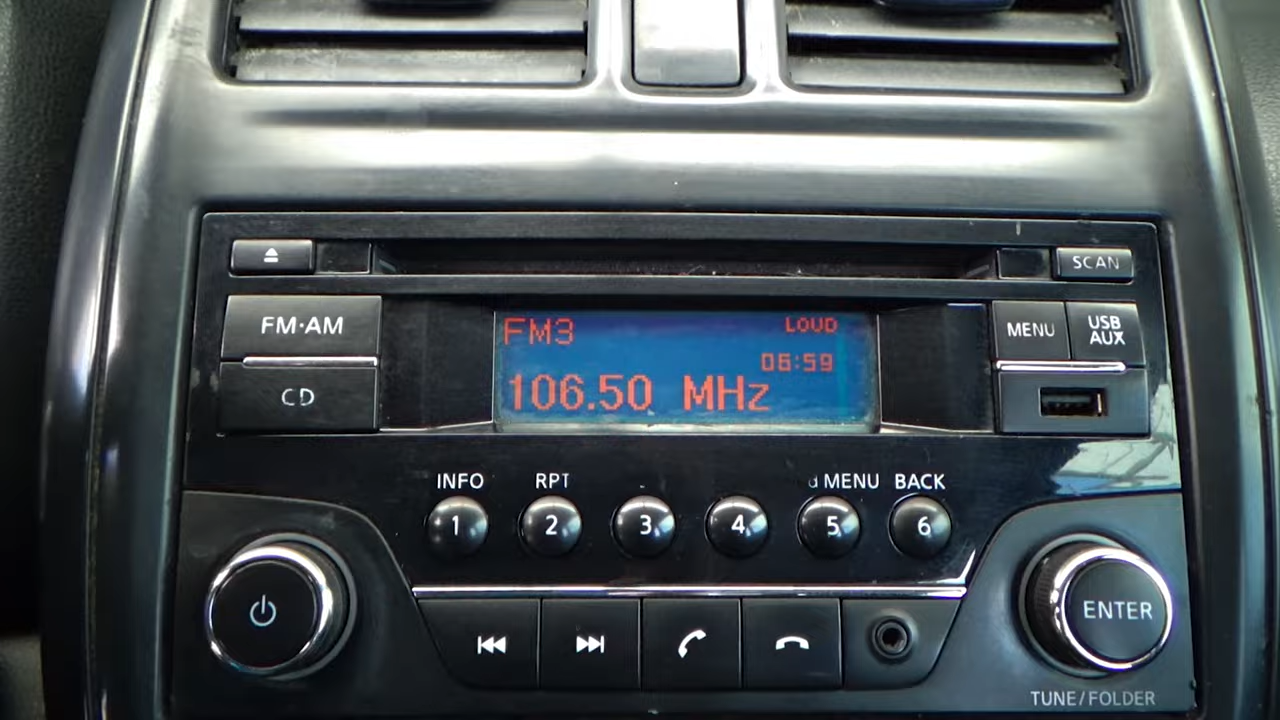 SCAN
FM·AM
FM3
LOUD
MENU
USB AUX
06:59
CD
106.50 MHz
INFO
RPT
MENU
BACK
1
2
3
4
5
6
ENTER
TUNE/FOLDER